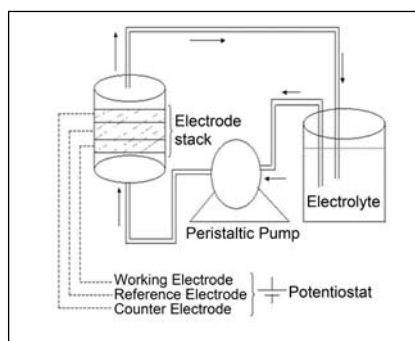 Electrode
stack
Electrolyte
Peristaltic Pump
Working Electrode
Reference Electrode
Counter Electrode
Potentiostat